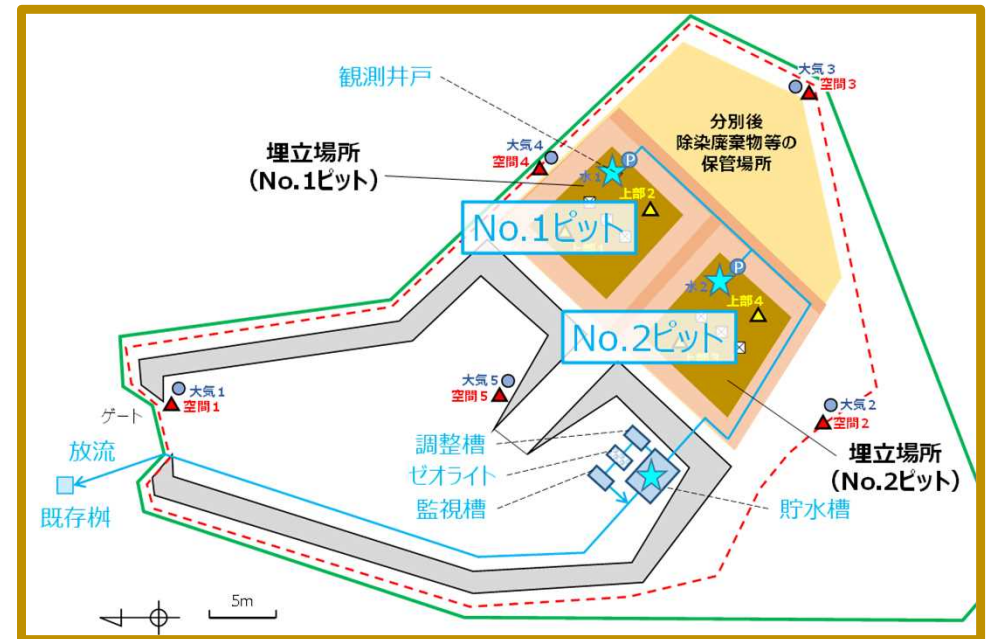 観測井戸
大気3
空間3
分別後
除染廃棄物等の
保管場所
大気4
空間4
埋立場所
（No.1ピット）
P
水1
上部2
No.1ピット
P
水2
上部4
No.2ピット
大気1
空間1
ゲート
大気5
空間5
大気2
空間2
調整槽
ゼオライト
監視槽
放流
既存桝
埋立場所
（No.2ピット）
貯水槽
5m